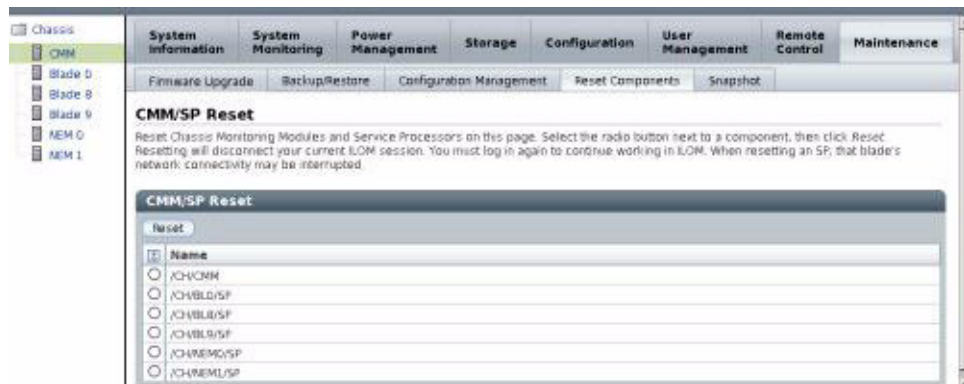 Chassis
CMM
Blade 0
Blade 8
Blade 9
NEM 0
NEM 1
System Information
System Monitoring
Power Management
Storage
Configuration
User Management
Remote Control
Maintenance
Firmware Upgrade
Backup/Restore
Configuration Management
Reset Components
Snapshot
CMM/SP Reset
Reset Chassis Monitoring Modules and Service Processors on this page. Select the radio button next to a component, then click Reset.
Resetting will disconnect your current ILOM session. You must log in again to continue working in ILOM. When resetting an SP, that blade's
network connectivity may be interrupted.
CMM/SP Reset
Reset
Name
/CH/CMM
/CH/BL0/SP
/CH/BL8/SP
/CH/BL9/SP
/CH/NEM0/SP
/CH/NEM1/SP